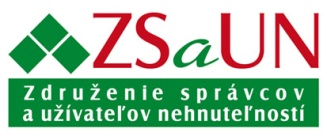 ZSaUN
Združenie správcov
a užívateľov nehnuteľností